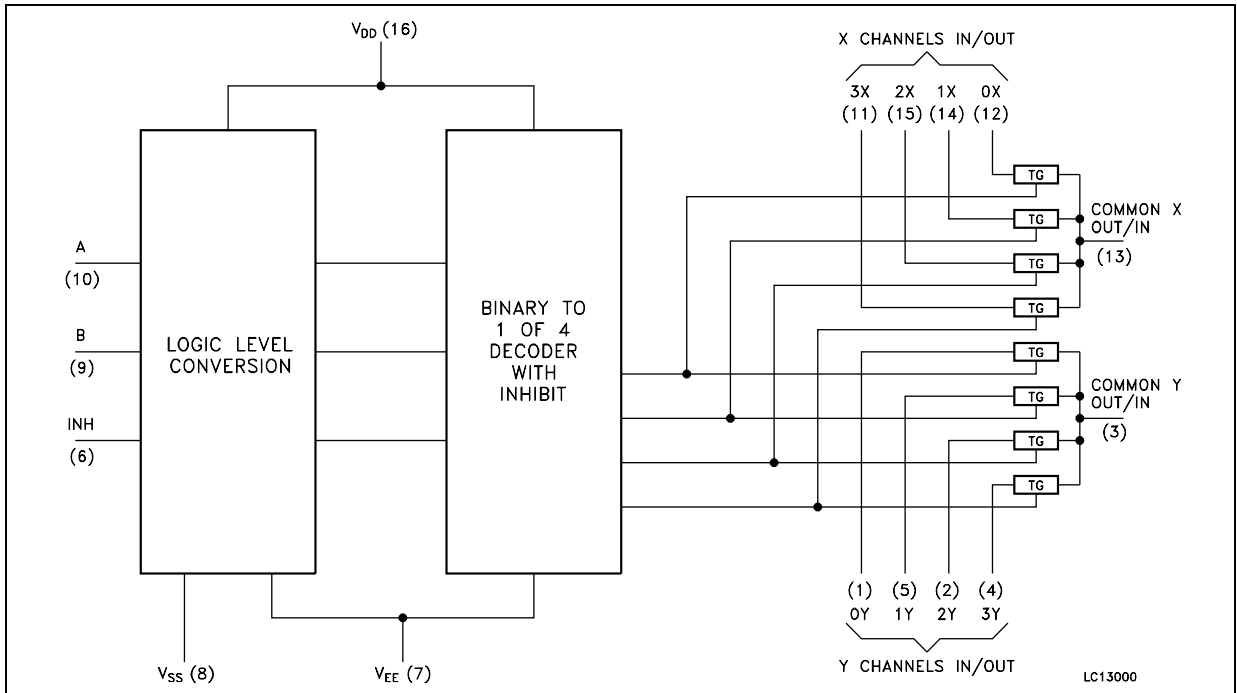 V_DD (16)
X CHANNELS IN/OUT
3X 2X 1X 0X
(11) (15) (14) (12)
TG
TG
TG
TG
COMMON X
OUT/IN
(13)
A
(10)
B
(9)
INH
(6)
LOGIC LEVEL
CONVERSION
BINARY TO
1 OF 4
DECODER
WITH
INHIBIT
TG
TG
TG
TG
COMMON Y
OUT/IN
(3)
(1) (5) (2) (4)
0Y 1Y 2Y 3Y
Y CHANNELS IN/OUT
V_SS (8)
V_EE (7)
LC13000